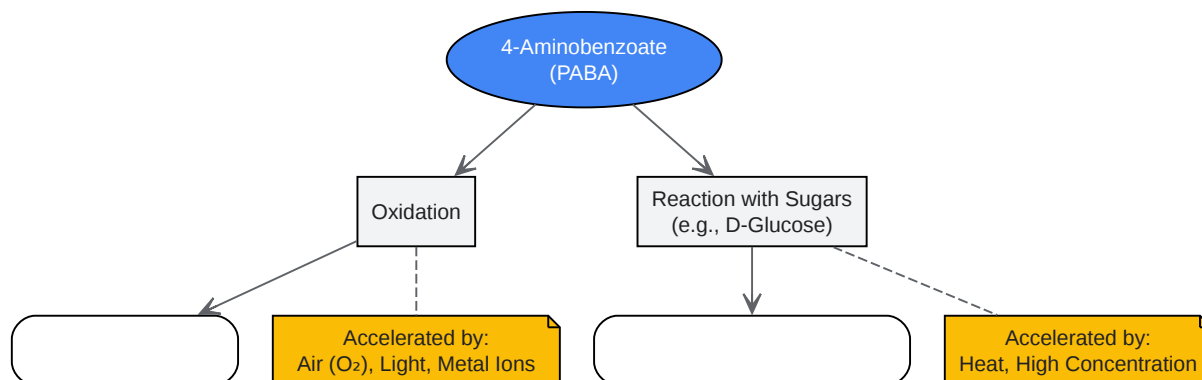 4-Aminobenzoate
(PABA)
Oxidation
Reaction with Sugars
(e.g., D-Glucose)
Accelerated by:
Air (O₂), Light, Metal Ions
Accelerated by:
Heat, High Concentration